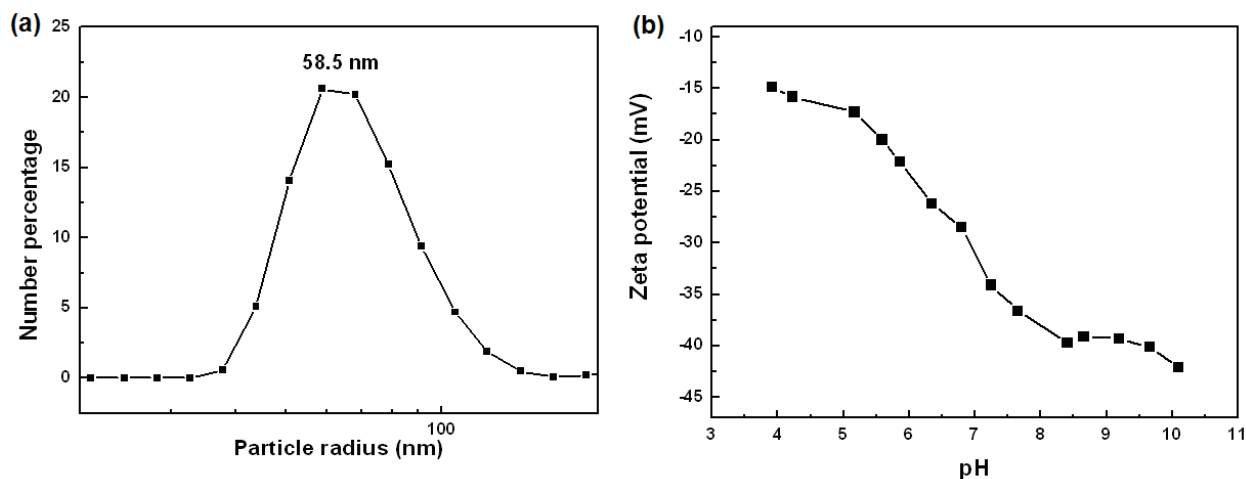 (a)
58.5 nm
Number percentage
25
20
15
10
5
0
100
Particle radius (nm)
(b)
Zeta potential (mV)
-10
-15
-20
-25
-30
-35
-40
-45
3 4 5 6 7 8 9 10 11
pH